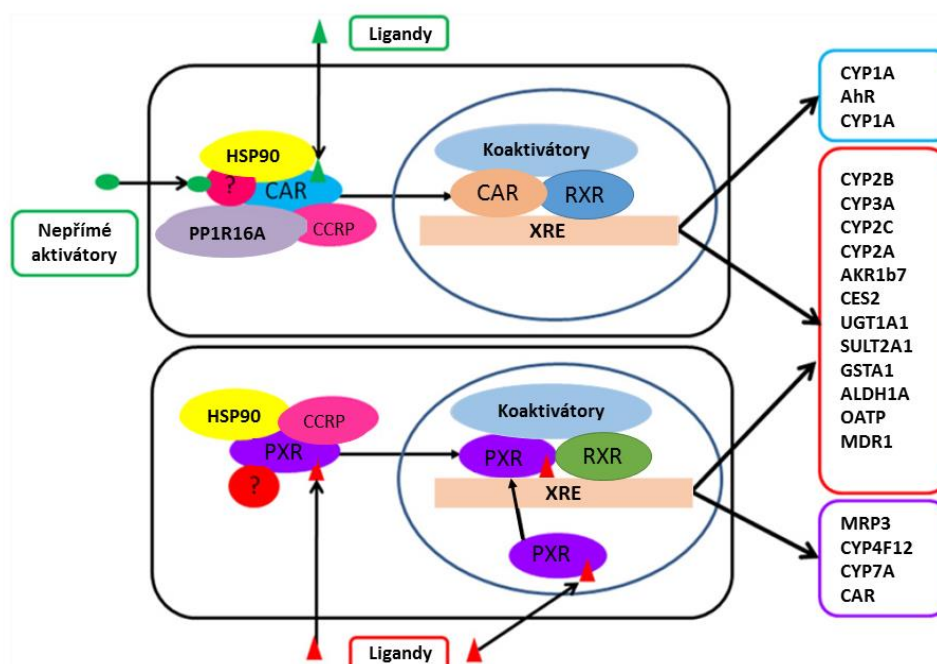 Ligandy
HSP90
?
CAR
PP1R16A
CCRP
Nepřímé
aktivátory
Koaktivátory
CAR
RXR
XRE
CYP1A
AhR
CYP1A
CYP2B
CYP3A
CYP2C
CYP2A
AKR1b7
CES2
UGT1A1
SULT2A1
GSTA1
ALDH1A
OATP
MDR1
HSP90
CCRP
PXR
?
Koaktivátory
PXR
RXR
XRE
PXR
Ligandy
MRP3
CYP4F12
CYP7A
CAR